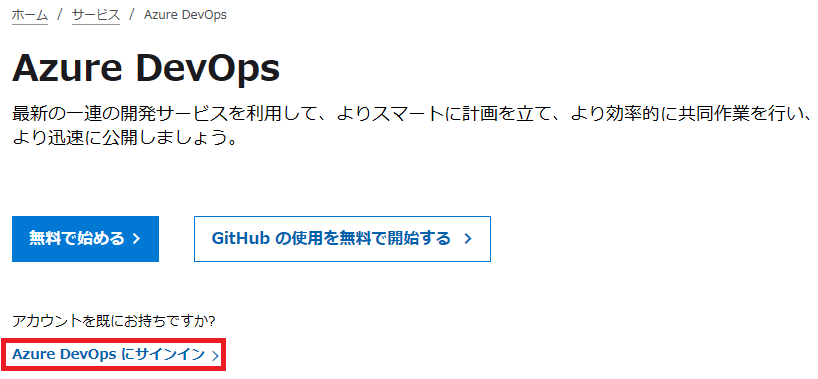 ホーム / サービス / Azure DevOps
Azure DevOps
最新の一連の開発サービスを利用して、よりスマートに計画を立て、より効率的に共同作業を行い、
より迅速に公開しましょう。
無料で始める > GitHub の使用を無料で開始する >
アカウントを既にお持ちですか?
Azure DevOps にサインイン >